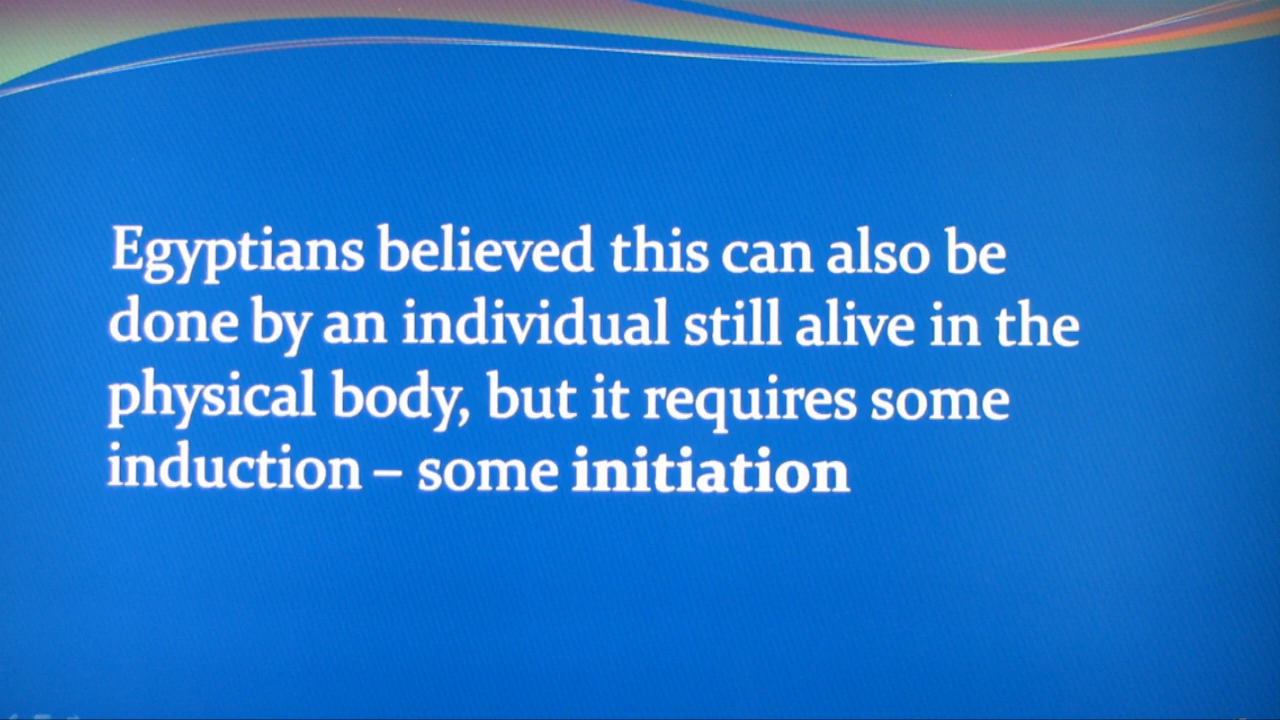 Egyptians believed this can also be
done by an individual still alive in the
physical body, but it requires some
induction – some initiation